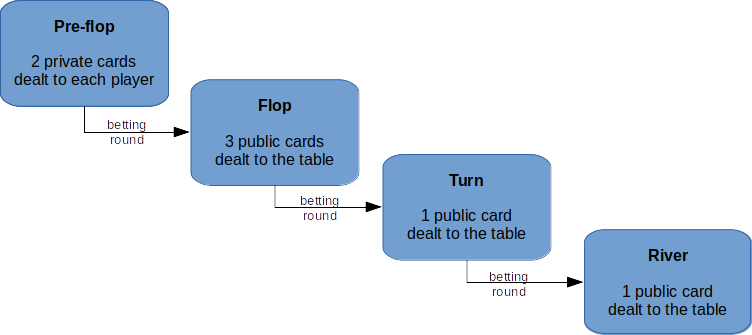 Pre-flop
2 private cards
dealt to each player
betting
round
Flop
3 public cards
dealt to the table
betting
round
Turn
1 public card
dealt to the table
betting
round
River
1 public card
dealt to the table